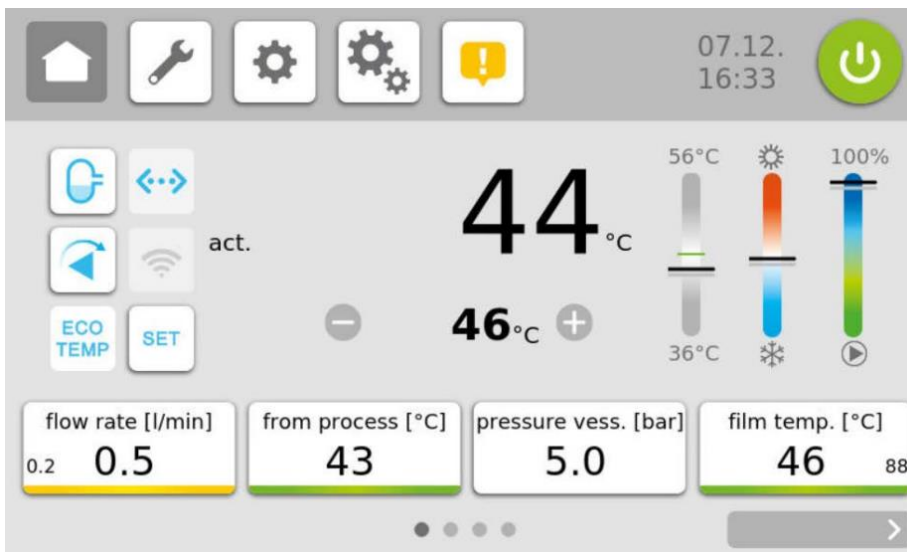 07.12.
16:33
56°C
100%
44°C
act.
46°C
ECO
TEMP
SET
36°C
flow rate [l/min]
0.2 0.5
from process [°C]
43
pressure vess. [bar]
5.0
film temp. [°C]
46 88